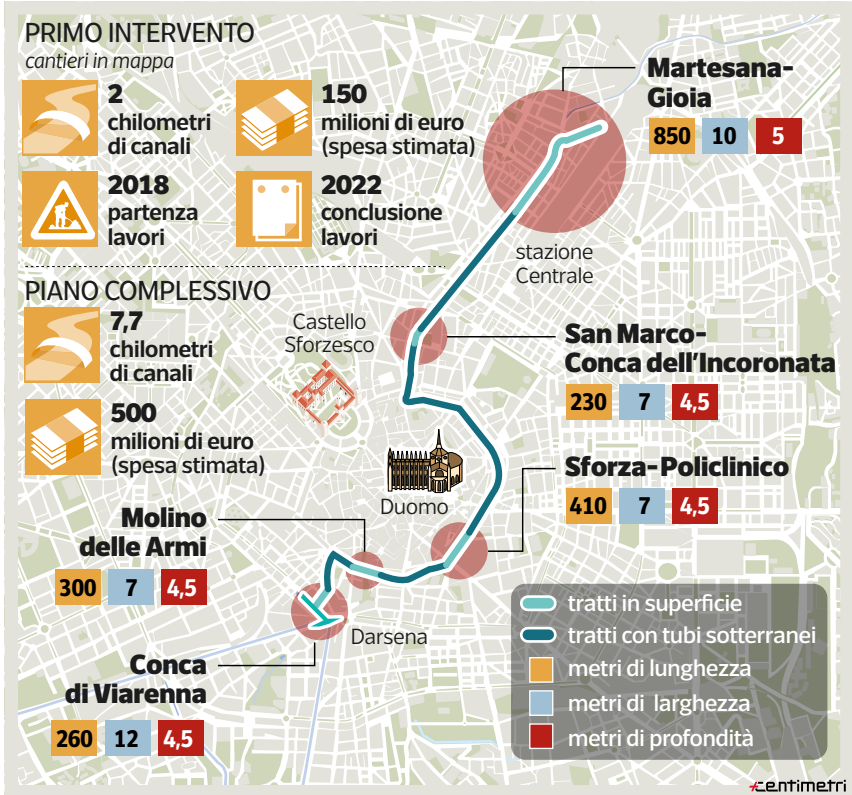 PRIMO INTERVENTO
cantieri in mappa
2
chilometri
di canali
150
milioni di euro
(spesa stimata)
2018
partenza
lavori
2022
conclusione
lavori
PIANO COMPLESSIVO
7,7
chilometri
di canali
500
milioni di euro
(spesa stimata)
Martesana-
Gioia
850 10 5
stazione
Centrale
Castello
Sforzesco
San Marco-
Conca dell'Incoronata
230 7 4,5
Duomo
Sforza-Policlinico
410 7 4,5
Molino
delle Armi
300 7 4,5
Darsena
Conca
di Viarenna
260 12 4,5
tratti in superficie
tratti con tubi sotterranei
metri di lunghezza
metri di larghezza
metri di profondità
centimetri